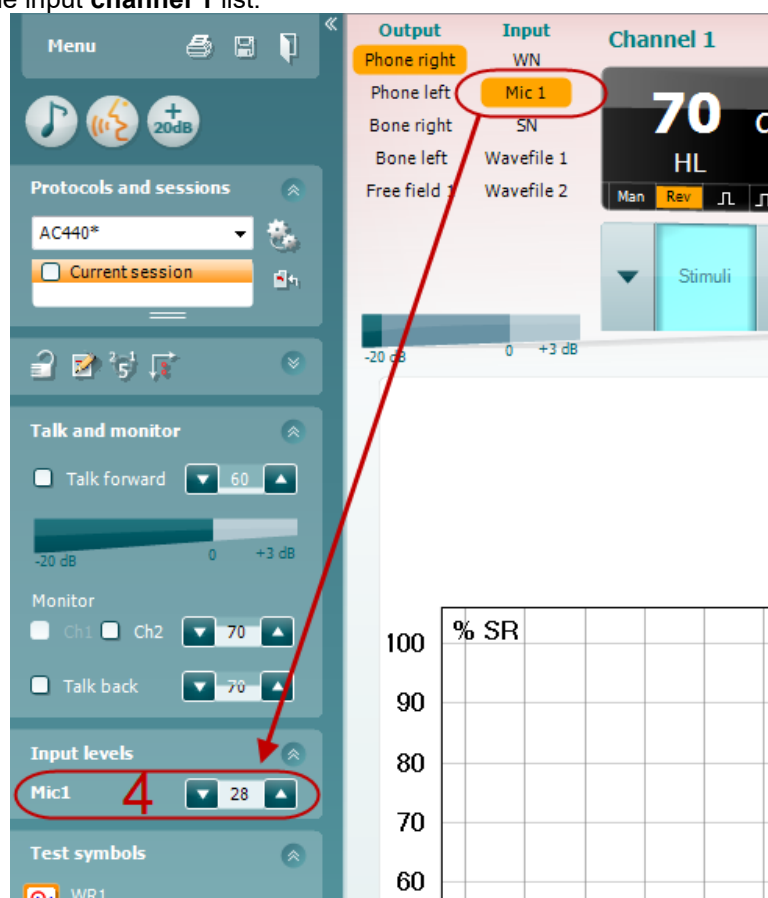 he input channel 1 list.
Menu
20dB
Protocols and sessions
AC440*
Current session
Talk and monitor
Talk forward 60
-20 dB 0 +3 dB
Monitor
Ch1 Ch2 70
Talk back 70
Input levels
Mic1 4 28
Test symbols
WR1
Output Input
Phone right WN
Phone left Mic 1
Bone right SN
Bone left Wavefile 1
Free field 1 Wavefile 2
-20 dB 0 +3 dB
Channel 1
70
HL
Man Rev
Stimuli
% SR
100
90
80
70
60